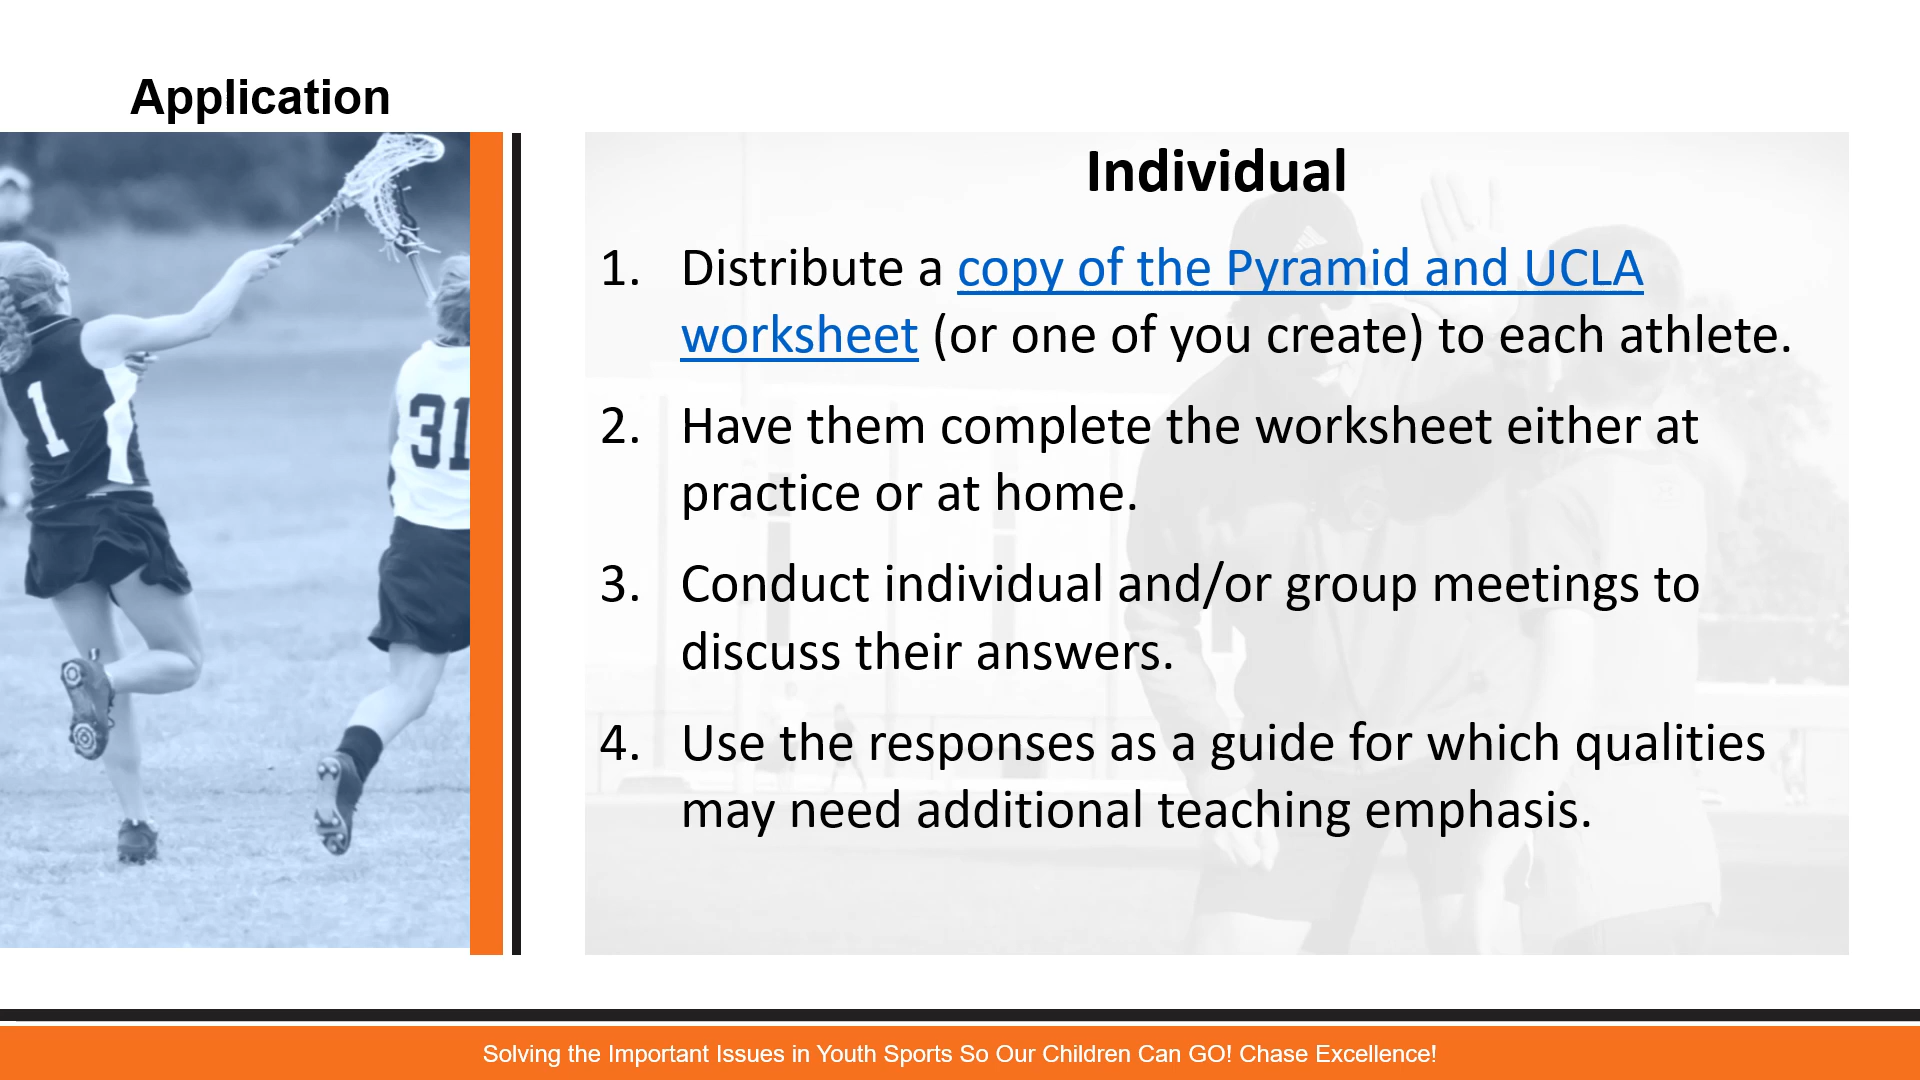 Application
Individual
1. Distribute a copy of the Pyramid and UCLA
worksheet (or one of you create) to each athlete.
2. Have them complete the worksheet either at
practice or at home.
3. Conduct individual and/or group meetings to
discuss their answers.
4. Use the responses as a guide for which qualities
may need additional teaching emphasis.
1
31
Solving the Important Issues in Youth Sports So Our Children Can GO! Chase Excellence!